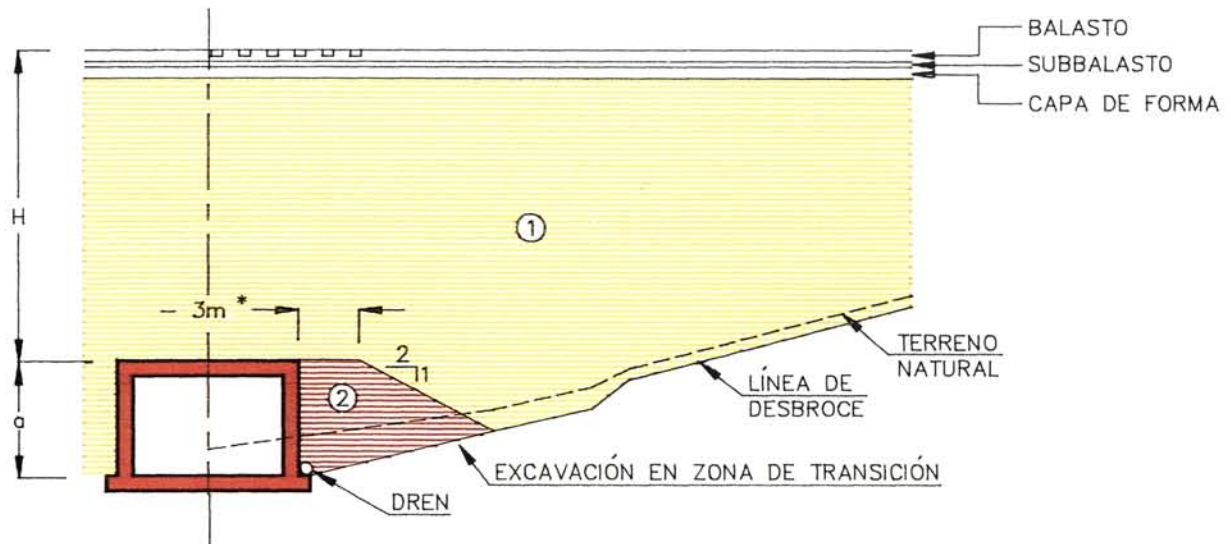 BALASTO
SUBBALASTO
CAPA DE FORMA
H
1
3m *
2
1
TERRENO
NATURAL
2
LÍNEA DE
DESBROCE
a
EXCAVACIÓN EN ZONA DE TRANSICIÓN
DREN